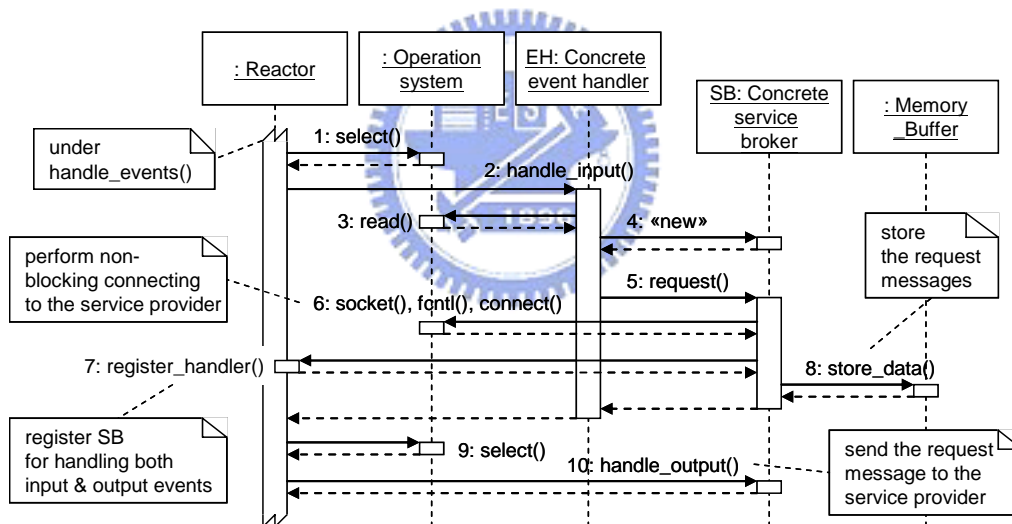 : Reactor
: Operation
system
EH: Concrete
event handler
SB: Concrete
service
broker
: Memory
_Buffer
under
handle_events()
1: select()
2: handle_input()
3: read()
4: «new»
store
the request
messages
perform non-
blocking connecting
to the service provider
5: request()
6: socket(), fcntl(), connect()
7: register_handler()
8: store_data()
register SB
for handling both
input & output events
9: select()
10: handle_output()
send the request
message to the
service provider
1896